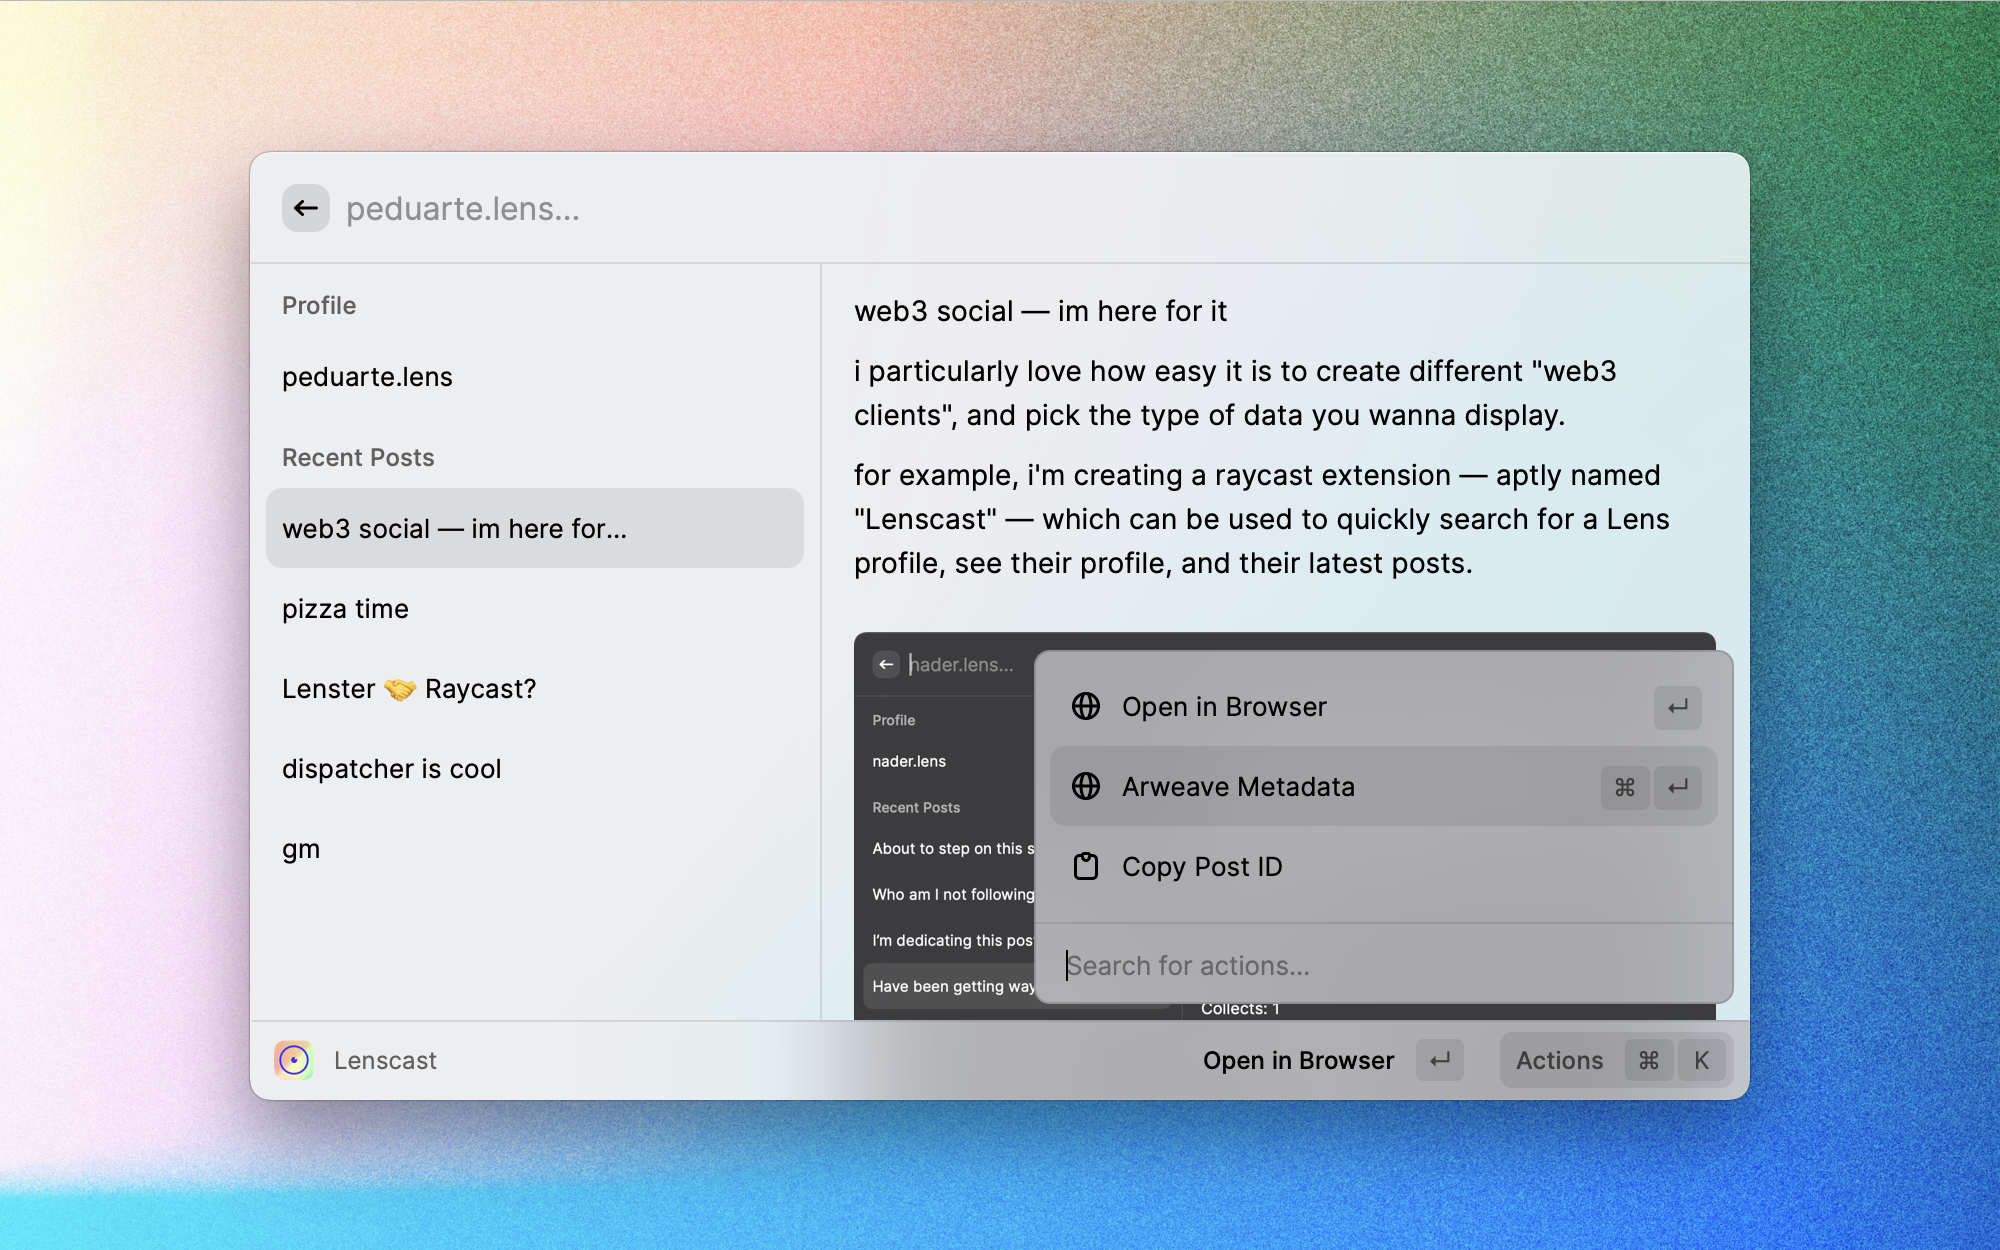 peduarte.lens...
Profile
peduarte.lens
Recent Posts
web3 social — im here for...
pizza time
Lenster 🤝 Raycast?
dispatcher is cool
gm
web3 social — im here for it
i particularly love how easy it is to create different "web3
clients", and pick the type of data you wanna display.
for example, i'm creating a raycast extension — aptly named
"Lenscast" — which can be used to quickly search for a Lens
profile, see their profile, and their latest posts.
nader.lens...
Profile
nader.lens
Recent Posts
About to step on this s
Who am I not following
I'm dedicating this pos
Have been getting way
Collects: 1
Open in Browser ↵
Arweave Metadata ⌘ ↵
Copy Post ID
Search for actions...
Lenscast
Open in Browser ↵
Actions ⌘ K